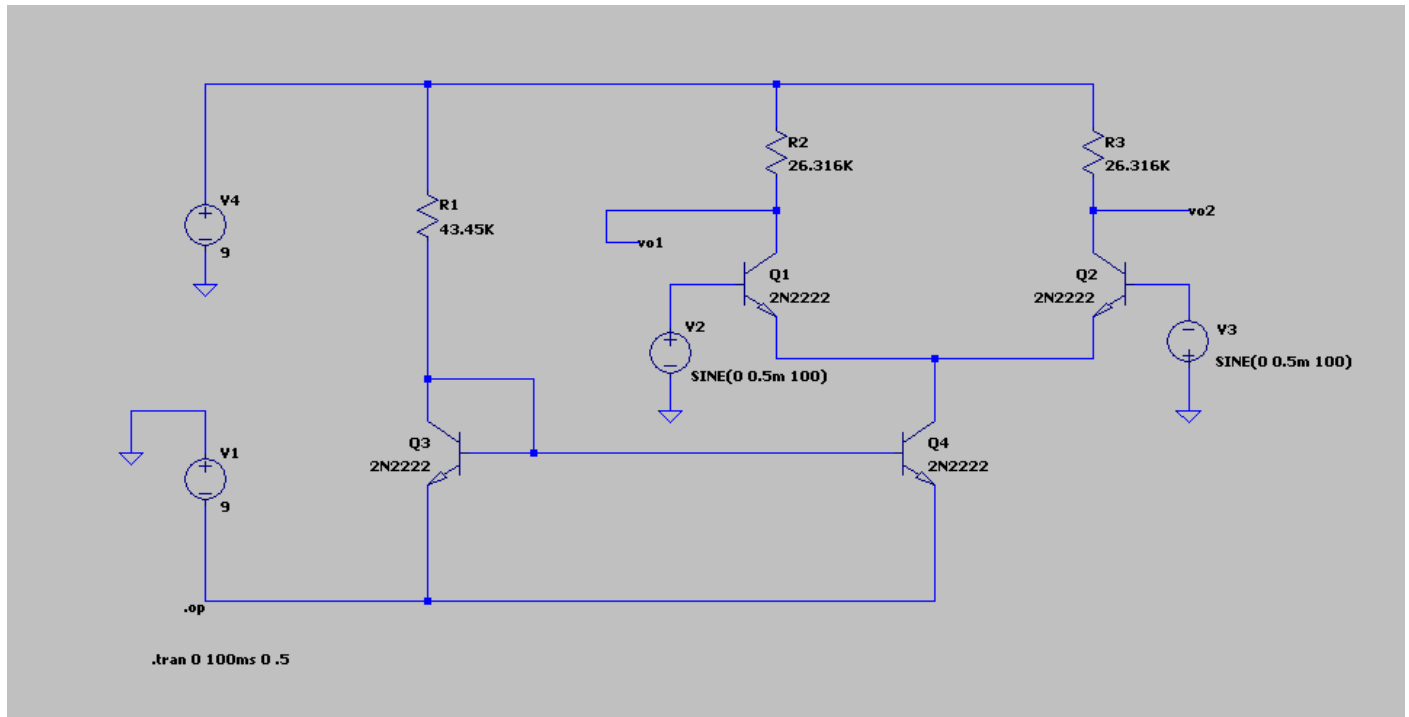 R2
26.316K
R3
26.316K
V4
9
R1
43.45K
vo1
vo2
Q1
2N2222
Q2
2N2222
V2
SINE(0 0.5m 100)
V3
SINE(0 0.5m 100)
Q3
2N2222
Q4
2N2222
V1
9
.op
.tran 0 100ms 0 .5